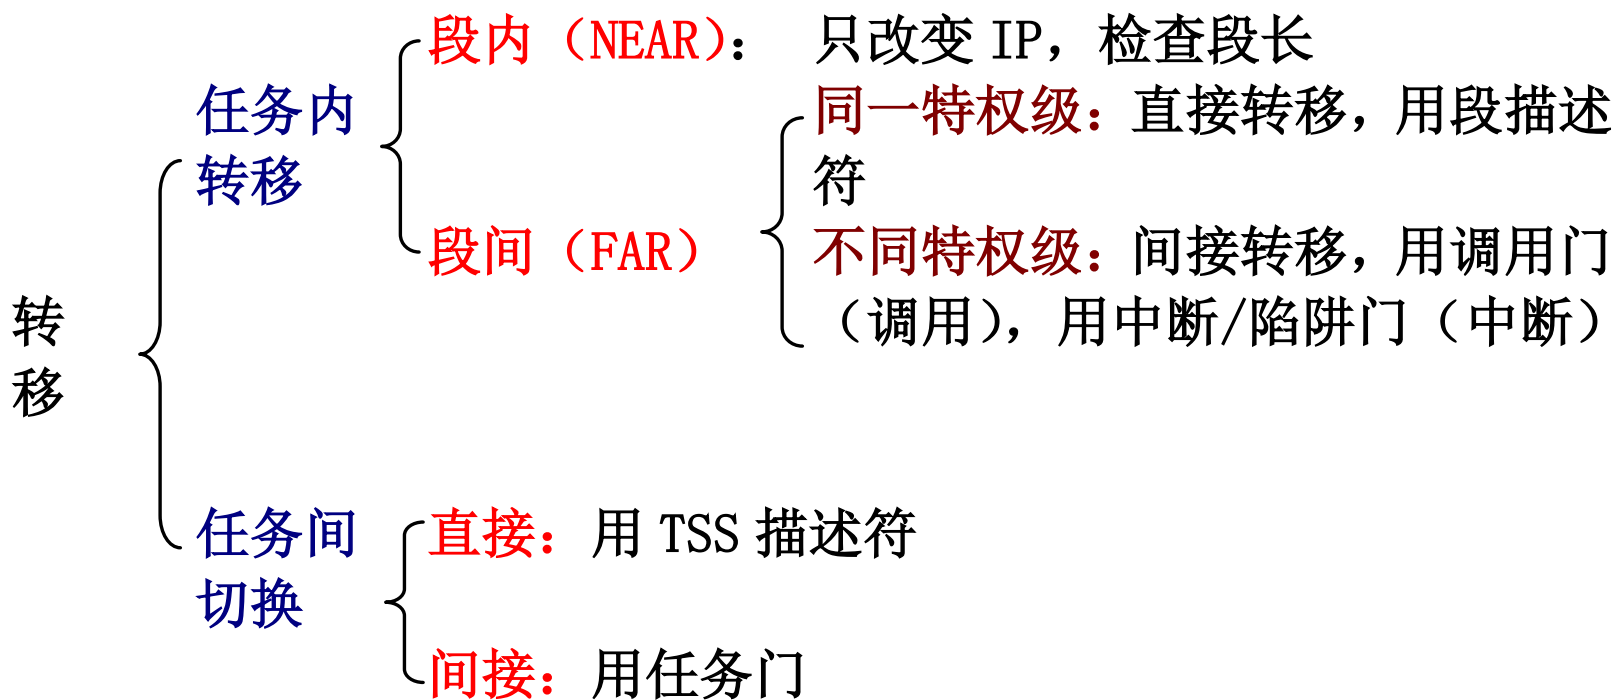 转
移
任务内
转移
段内（NEAR）： 只改变 IP，检查段长
段间（FAR）
同一特权级：直接转移，用段描述
符
不同特权级：间接转移，用调用门
（调用），用中断/陷阱门（中断）
任务间
切换
直接：用 TSS 描述符
间接：用任务门